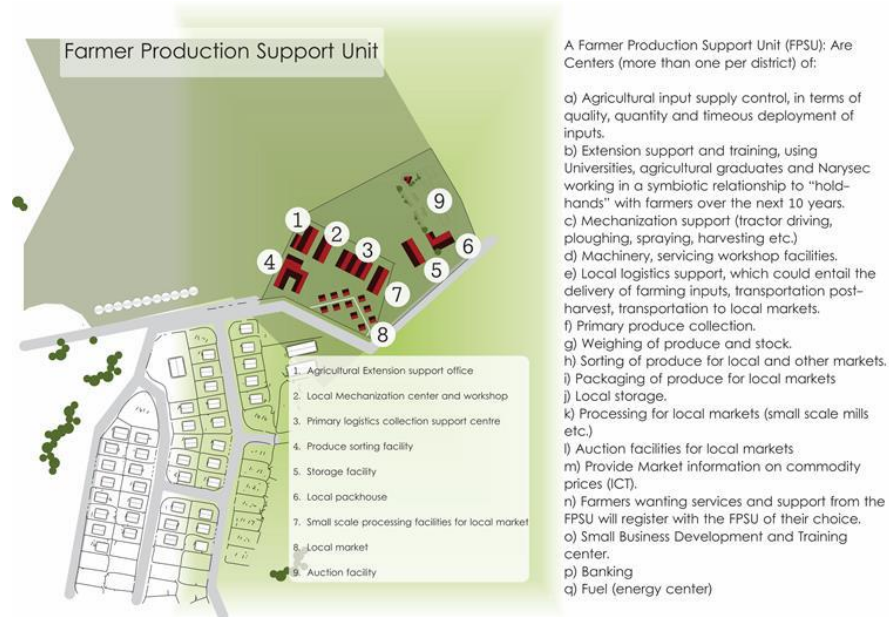 Farmer Production Support Unit
1
2
3
4
9
6
5
7
8
1. Agricultural Extension support office
2. Local Mechanization center and workshop
3. Primary logistics collection support centre
4. Produce sorting facility
5. Storage facility
6. Local packhouse
7. Small scale processing facilities for local market
8. Local market
9. Auction facility
A Farmer Production Support Unit (FPSU): Are
Centers (more than one per district) of:
a) Agricultural input supply control, in terms of
quality, quantity and timeous deployment of
inputs.
b) Extension support and training, using
Universities, agricultural graduates and Narysec
working in a symbiotic relationship to “hold-
hands” with farmers over the next 10 years.
c) Mechanization support (tractor driving,
ploughing, spraying, harvesting etc.)
d) Machinery, servicing workshop facilities.
e) Local logistics support, which could entail the
delivery of farming inputs, transportation post-
harvest, transportation to local markets.
f) Primary produce collection.
g) Weighing of produce and stock.
h) Sorting of produce for local and other markets.
i) Packaging of produce for local markets
j) Local storage.
k) Processing for local markets (small scale mills
etc.)
l) Auction facilities for local markets
m) Provide Market information on commodity
prices (ICT).
n) Farmers wanting services and support from the
FPSU will register with the FPSU of their choice.
o) Small Business Development and Training
center.
p) Banking
q) Fuel (energy center)